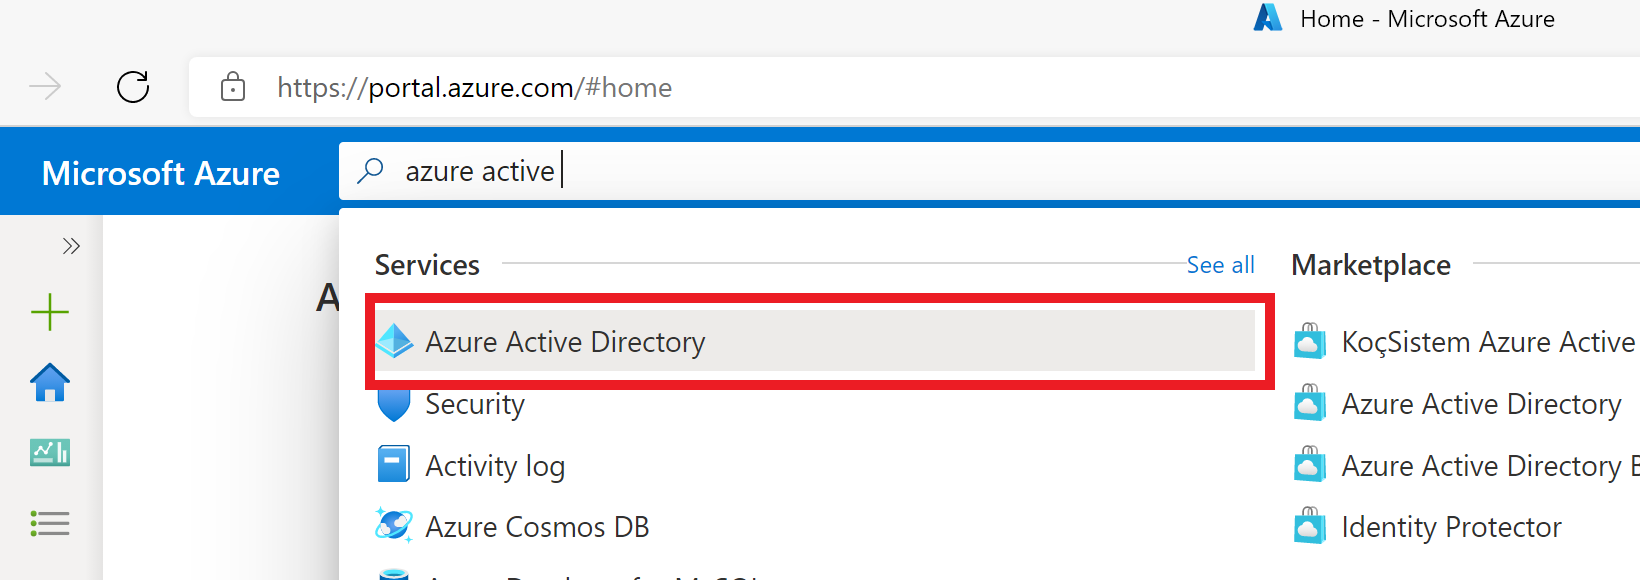 Home - Microsoft Azure
https://portal.azure.com/#home
Microsoft Azure
azure active
Services
See all
Marketplace
A
Azure Active Directory
KoçSistem Azure Active
Security
Azure Active Directory
Activity log
Azure Active Directory
Azure Cosmos DB
Identity Protector